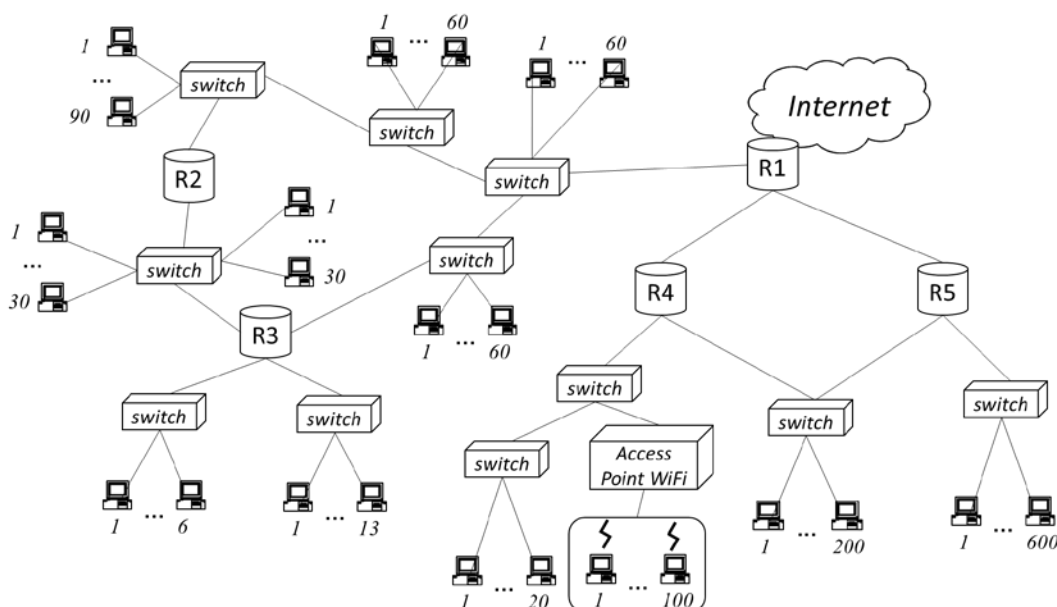 1 ... 60
1 ... 60
1
...
90
switch
switch
switch
Internet
R1
R2
1
...
30
switch
1
...
30
switch
1 ... 60
R3
R4
R5
switch
switch
switch
switch
switch
switch
Access
Point WiFi
1 ... 6
1 ... 13
1 ... 20
1 ... 100
1 ... 200
1 ... 600